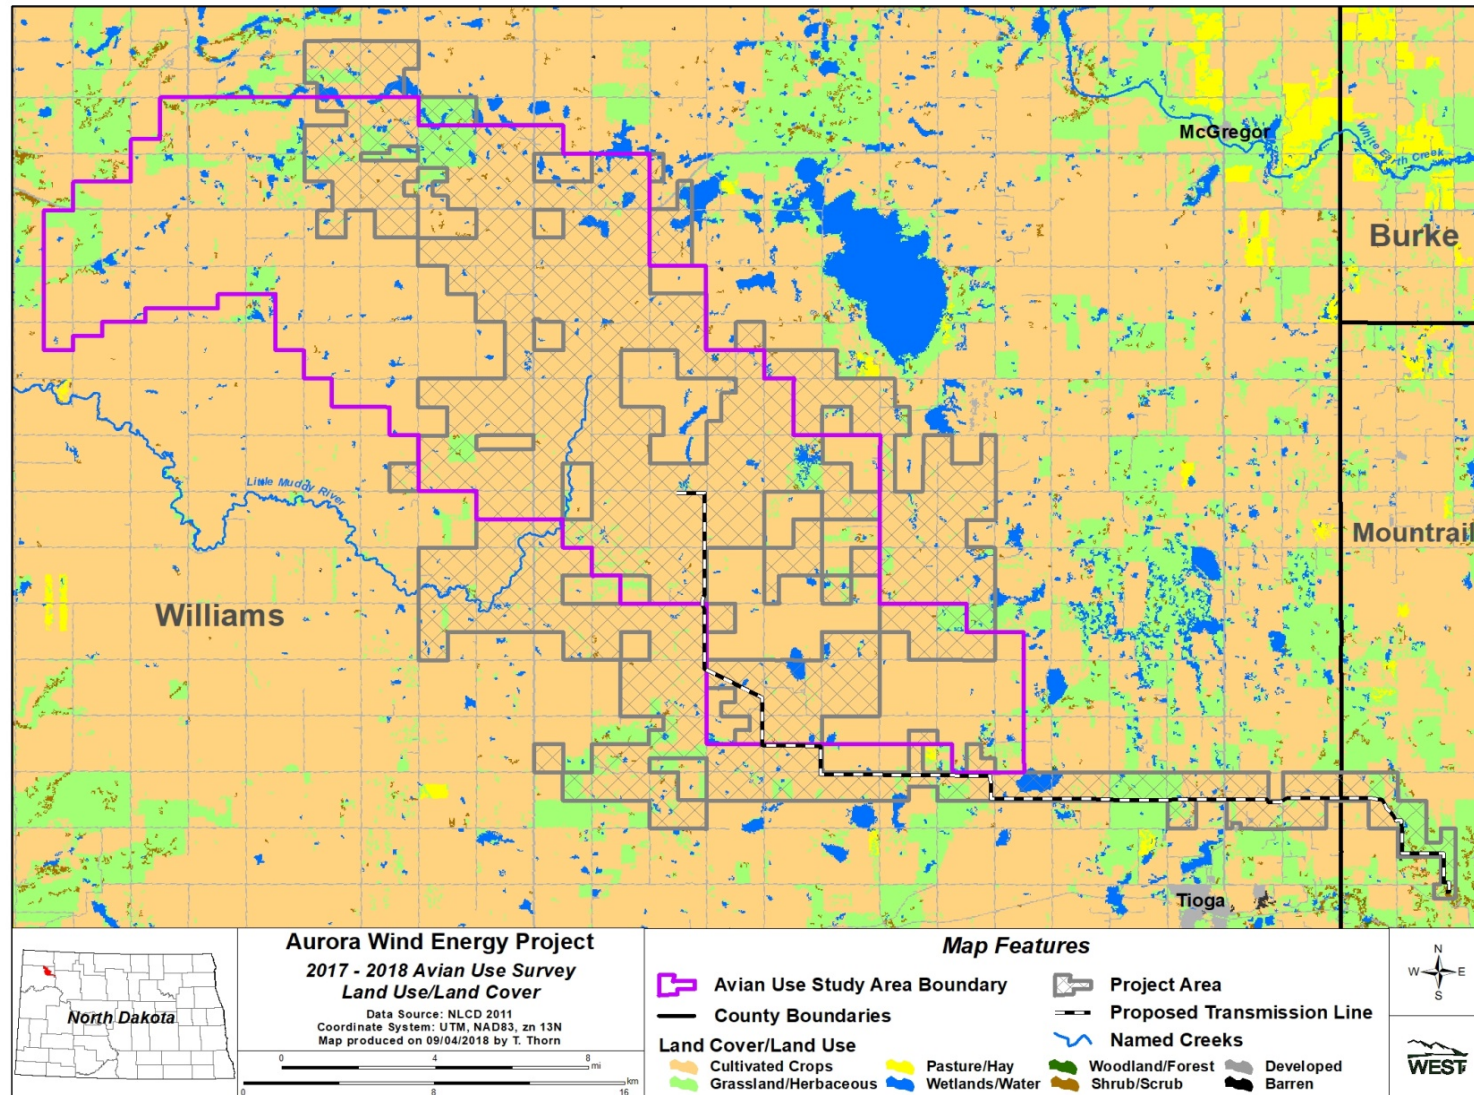 McGregor
White Earth Creek
Burke
Little Muddy River
Mountrail
Williams
Tioga
North Dakota
Aurora Wind Energy Project
2017 - 2018 Avian Use Survey
Land Use/Land Cover
Data Source: NLCD 2011
Coordinate System: UTM, NAD83, zn 13N
Map produced on 09/04/2018 by T. Thorn
0 4 8
mi
km
0 8 16
Map Features
Avian Use Study Area Boundary
Project Area
County Boundaries
Proposed Transmission Line
Named Creeks
Land Cover/Land Use
Cultivated Crops
Pasture/Hay
Woodland/Forest
Developed
Grassland/Herbaceous
Wetlands/Water
Shrub/Scrub
Barren
N
W E
S
WEST